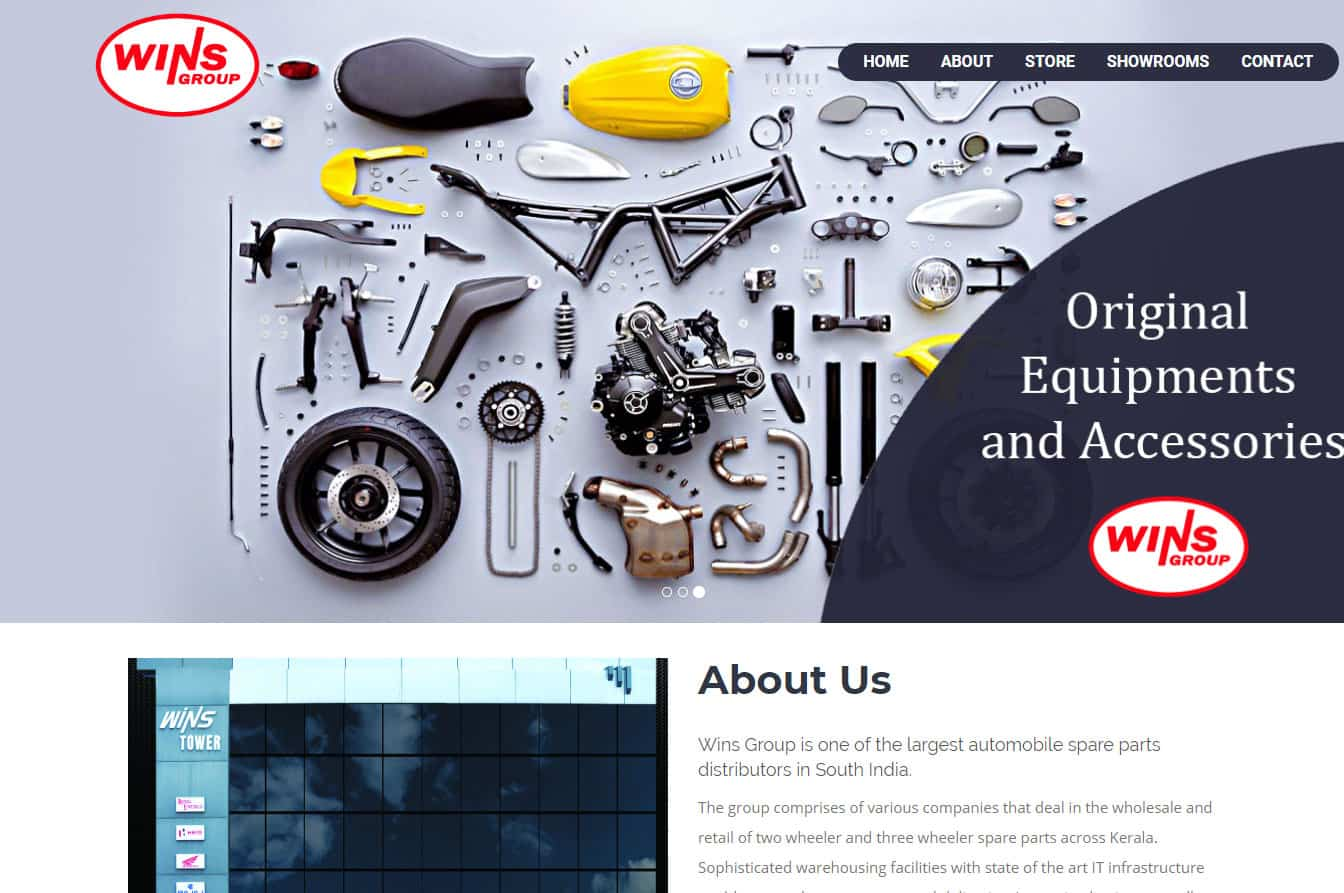 WINS
GROUP
HOME ABOUT STORE SHOWROOMS CONTACT
Original
Equipments
and Accessories
WINS
GROUP
About Us
WINS
TOWER
Wins Group is one of the largest automobile spare parts
distributors in South India.
The group comprises of various companies that deal in the wholesale and
retail of two wheeler and three wheeler spare parts across Kerala.
Sophisticated warehousing facilities with state of the art IT infrastructure